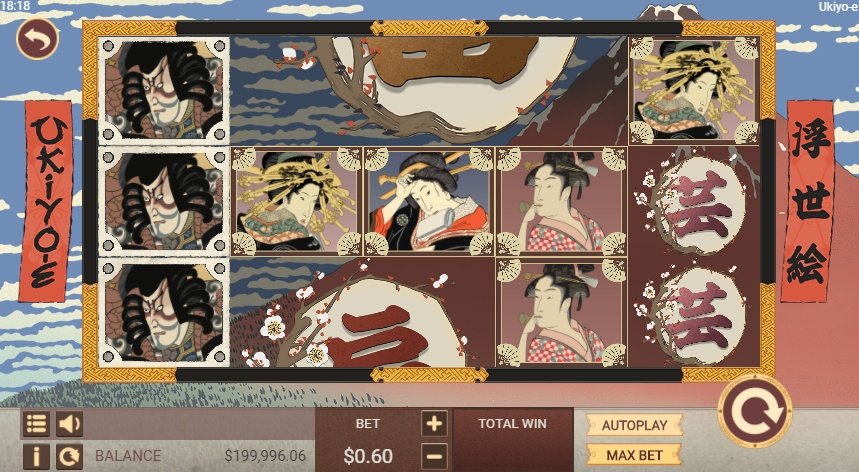 18:18
Ukiyo-e
UKiYO-E
浮世絵
芸
芸
BALANCE
$199,996.06
BET
$0.60
TOTAL WIN
AUTOPLAY
MAX BET